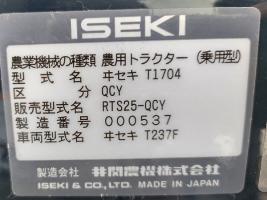 ISEKI
農業機械の種類 農用トラクター (乗用型)
型式名 ヰセキ T1704
区分 QCY
販売型式名 RTS25-QCY
製造番号 000537
車両型式名 ヰセキ T237F
製造会社 井関農機株式会社
ISEKI & CO., LTD. MADE IN JAPAN